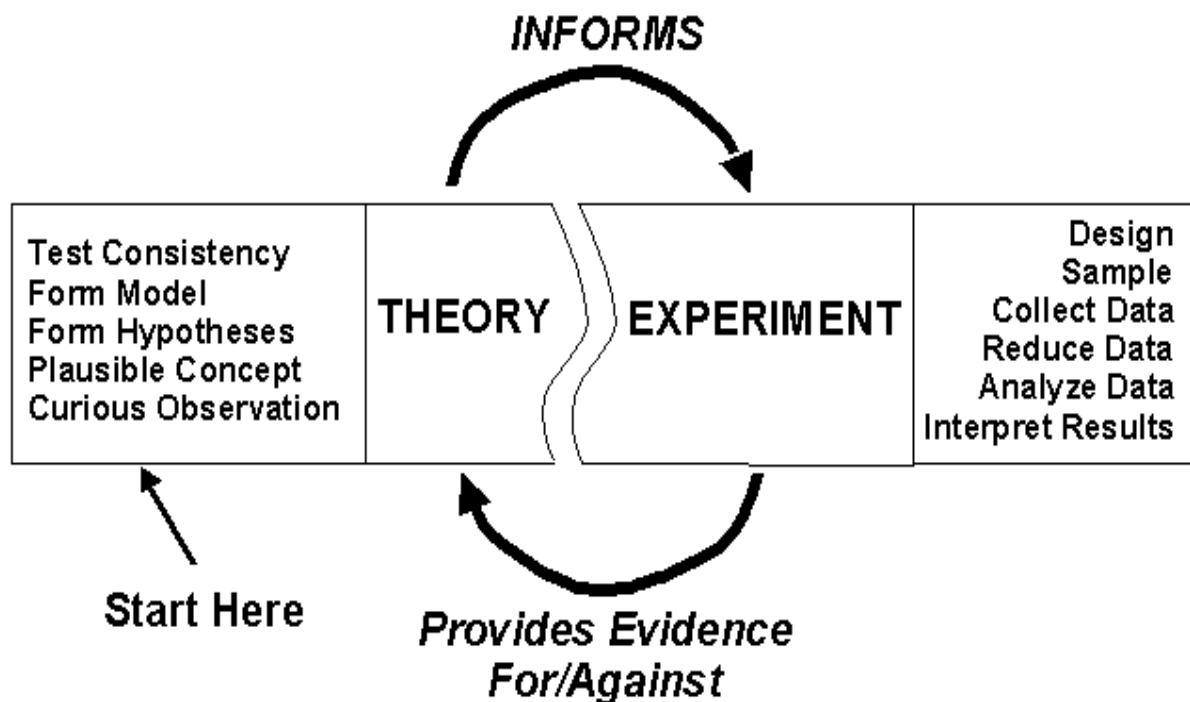 INFORMS
Test Consistency
Form Model
Form Hypotheses
Plausible Concept
Curious Observation
THEORY
EXPERIMENT
Design
Sample
Collect Data
Reduce Data
Analyze Data
Interpret Results
Start Here
Provides Evidence
For/Against